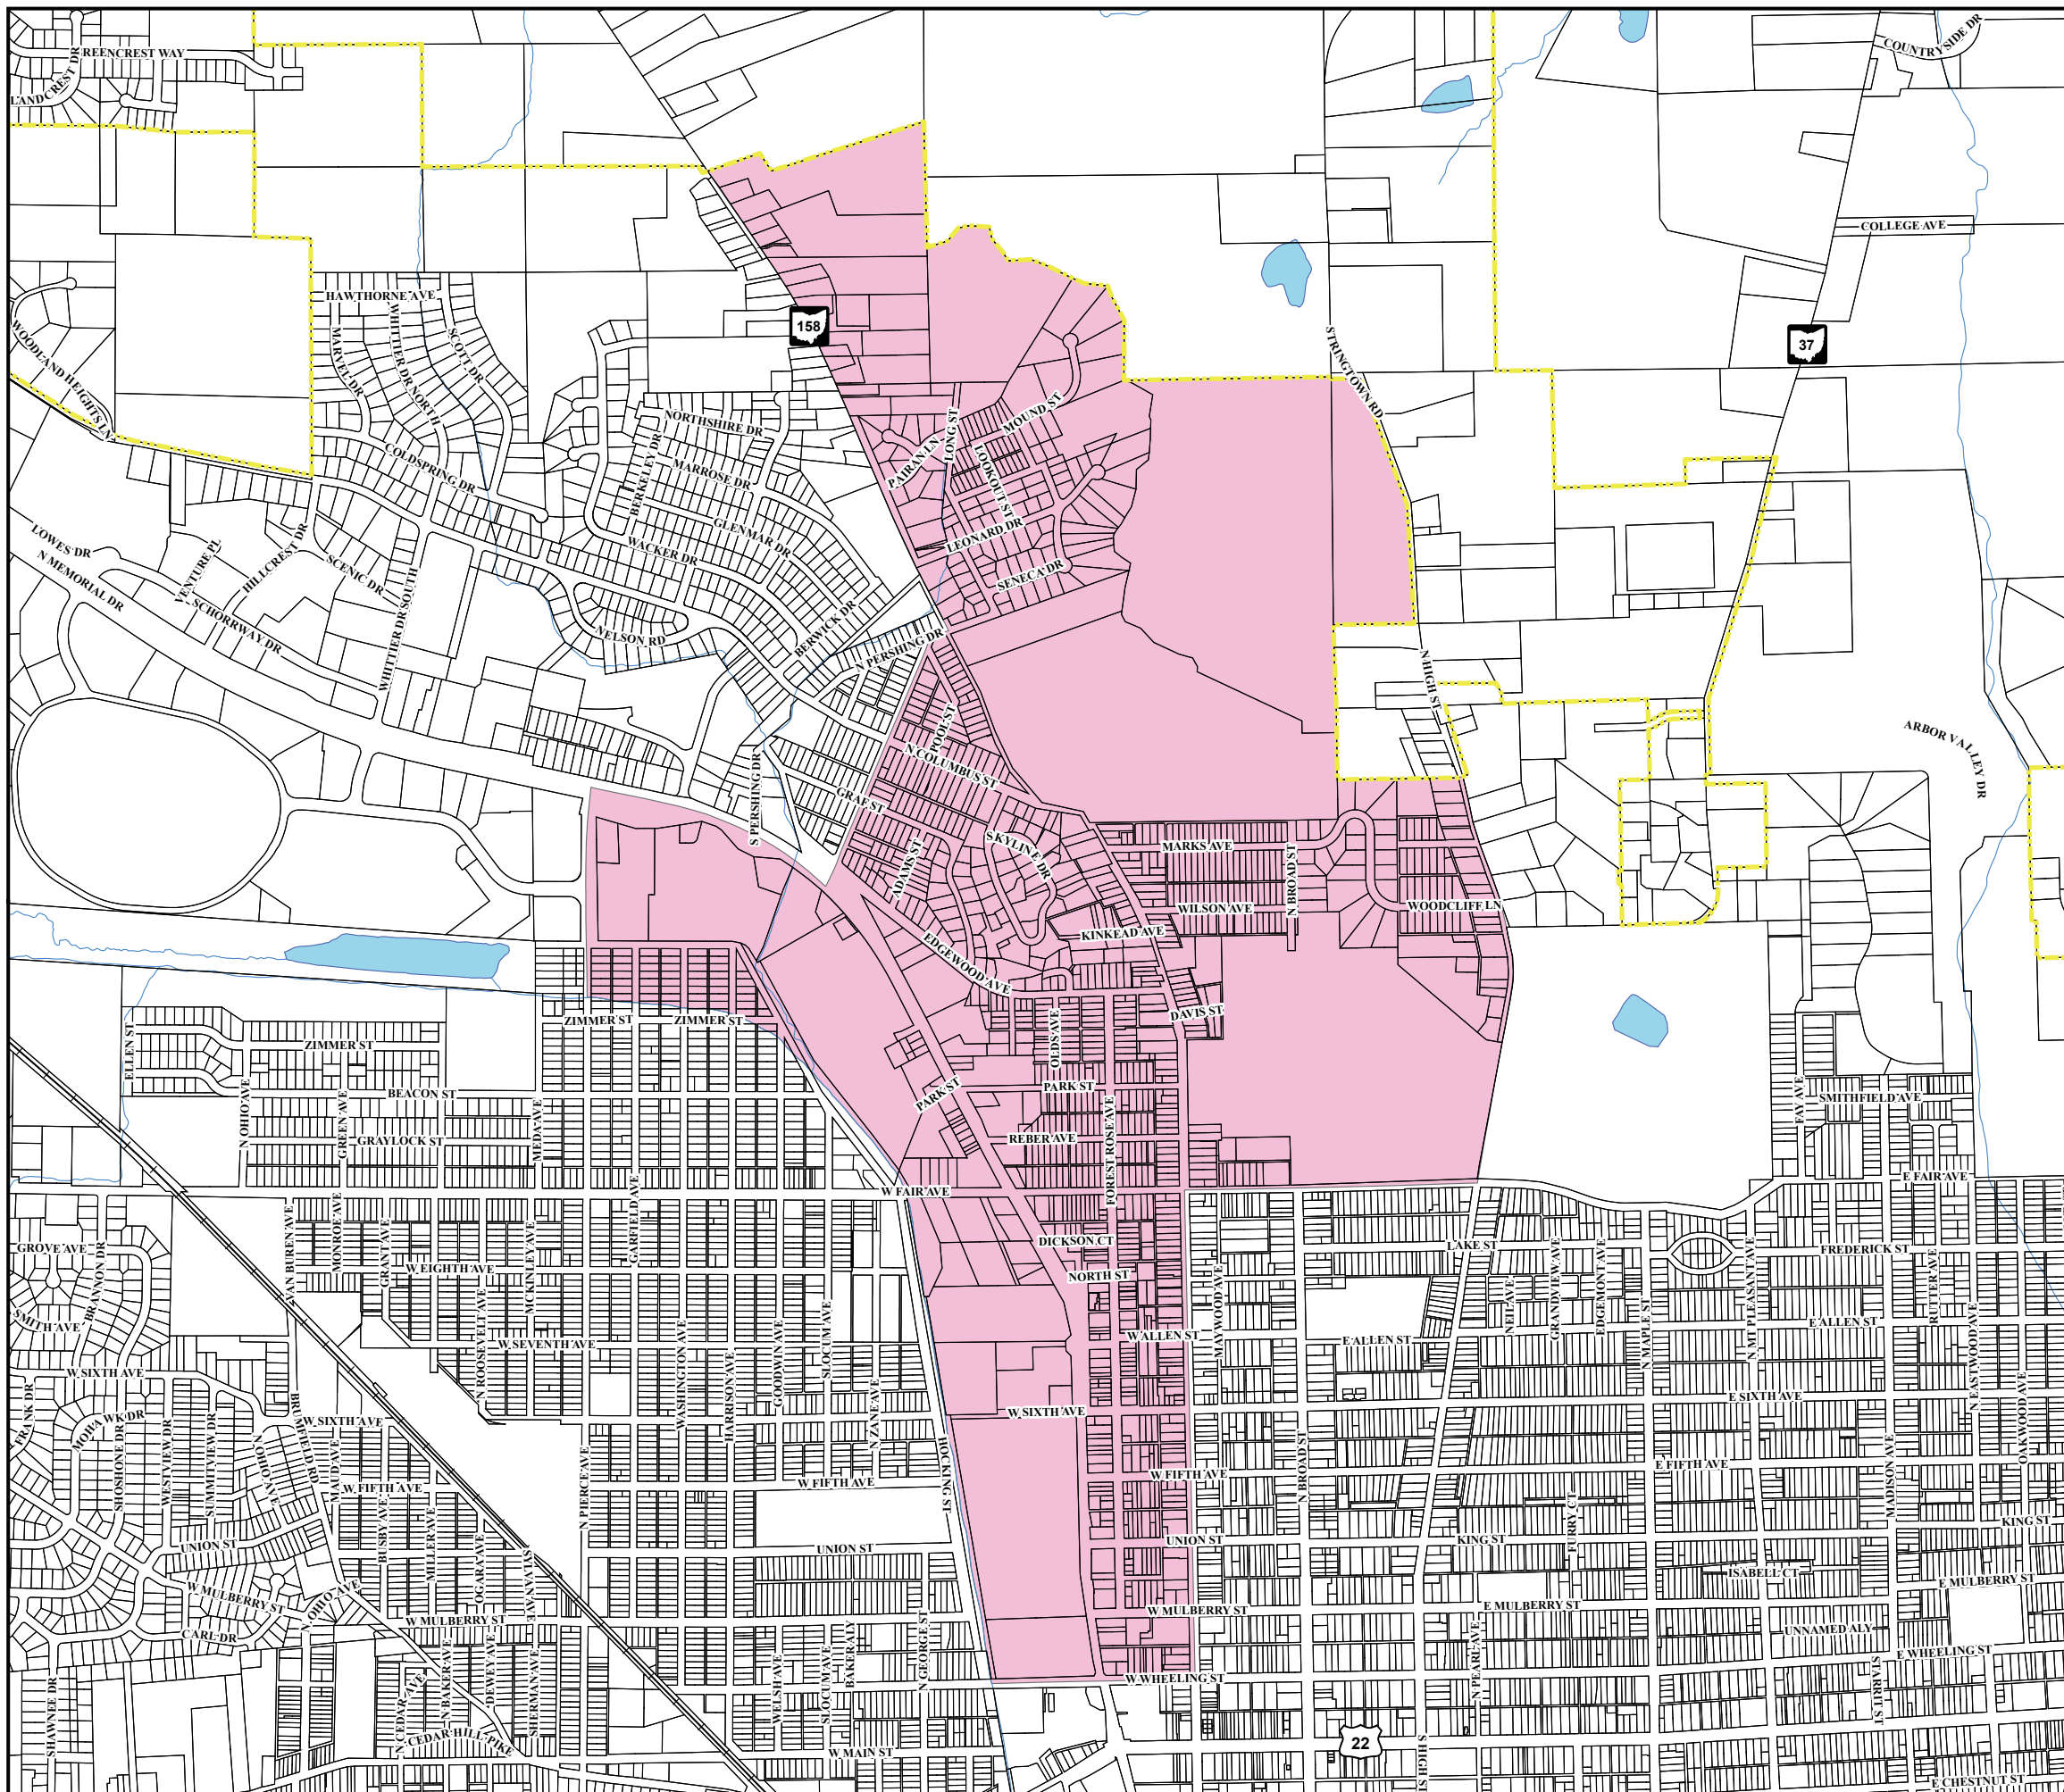 COUNTRYSIDE DR
REENCREST WAY
LANDCREST DR
COLLEGE AVE
HAWTHORNE AVE
158
37
WOODLAND HEIGHTS LN
MARVEL DR
WHITTIER DR NORTH
SCOTT DR
STRINGTOWN RD
NORTHSHIRE DR
LONG ST
MOUND ST
PAIRAN LN
LOOKOUT ST
COLDSPRING DR
BERKELEY DR
MARROSE DR
GLENMAR DR
WACKER DR
LEONARD DR
SENECA DR
LOWES DR
N MEMORIAL DR
VENTURE PL
HILLCREST DR
SCENIC DR
SCHORRWAY DR
WHITTIER DR SOUTH
NELSON RD
BERWICK DR
N PERSHING DR
N HIGH ST
POOL ST
N COLUMBUS ST
ARBOR VALLEY DR
S PERSHING DR
GRAF ST
SKYLINE DR
ADAMS ST
MARKS AVE
N BROAD ST
WILSON AVE
WOODCLIFF LN
KINKEAD AVE
EDGEWOOD AVE
DAVIS ST
OLDS AVE
ZIMMER ST
ZIMMER ST
ZIMMER ST
ELLEN ST
BEACON ST
PARK ST
PARK ST
SMITHFIELD AVE
FAY AVE
N OHIO AVE
GREEN AVE
GRAYLOCK ST
MEDA AVE
REBER AVE
FOREST ROSE AVE
W FAIR AVE
E FAIR AVE
GROVE AVE
BRANNON DR
VAN BUREN AVE
MONROE AVE
GRANT AVE
W EIGHTH AVE
MCKINLEY AVE
GARFIELD AVE
DICKSON CT
NORTH ST
LAKE ST
FREDERICK ST
SMITH AVE
N ROOSEVELT AVE
W SEVENTH AVE
WASHINGTON AVE
HARRISON AVE
GOODWIN AVE
SLOCUM AVE
N ZANE AVE
W ALLEN ST
MAYWOOD AVE
E ALLEN ST
NEIL AVE
GRANDVIEW AVE
EDGEMONT AVE
N MAPLE ST
N MT PLEASANT AVE
E ALLEN ST
RUTTER AVE
N EASTWOOD AVE
OAKWOOD AVE
W SIXTH AVE
FRANK DR
MOHAWK DR
SHOSHONE DR
WESTVIEW DR
SUMMITVIEW DR
N OHIO AVE
BRUMFIELD RD
MAUD AVE
W SIXTH AVE
W SIXTH AVE
E SIXTH AVE
W FIFTH AVE
BUSBY AVE
MILLER AVE
OGARA AVE
SYLVAN AVE
N PIERCE AVE
W FIFTH AVE
HOCKING ST
W FIFTH AVE
N BROAD ST
E FIFTH AVE
FURRY CT
MADISON AVE
UNION ST
UNION ST
UNION ST
KING ST
KING ST
ISABELL CT
W MULBERRY ST
N OHIO AVE
CARL DR
W MULBERRY ST
W MULBERRY ST
E MULBERRY ST
E MULBERRY ST
UNNAMED ALY
SHAWNEE DR
N CEDAR AVE
N BAKER AVE
DEWEY AVE
SHERMAN AVE
WELSH AVE
SLOCUM AVE
BAKER ALY
N GEORGE ST
W WHEELING ST
N PEARL AVE
STARRET ST
E WHEELING ST
N CEDAR HILL PIKE
W MAIN ST
22
S HIGH ST
E CHESTNUT ST